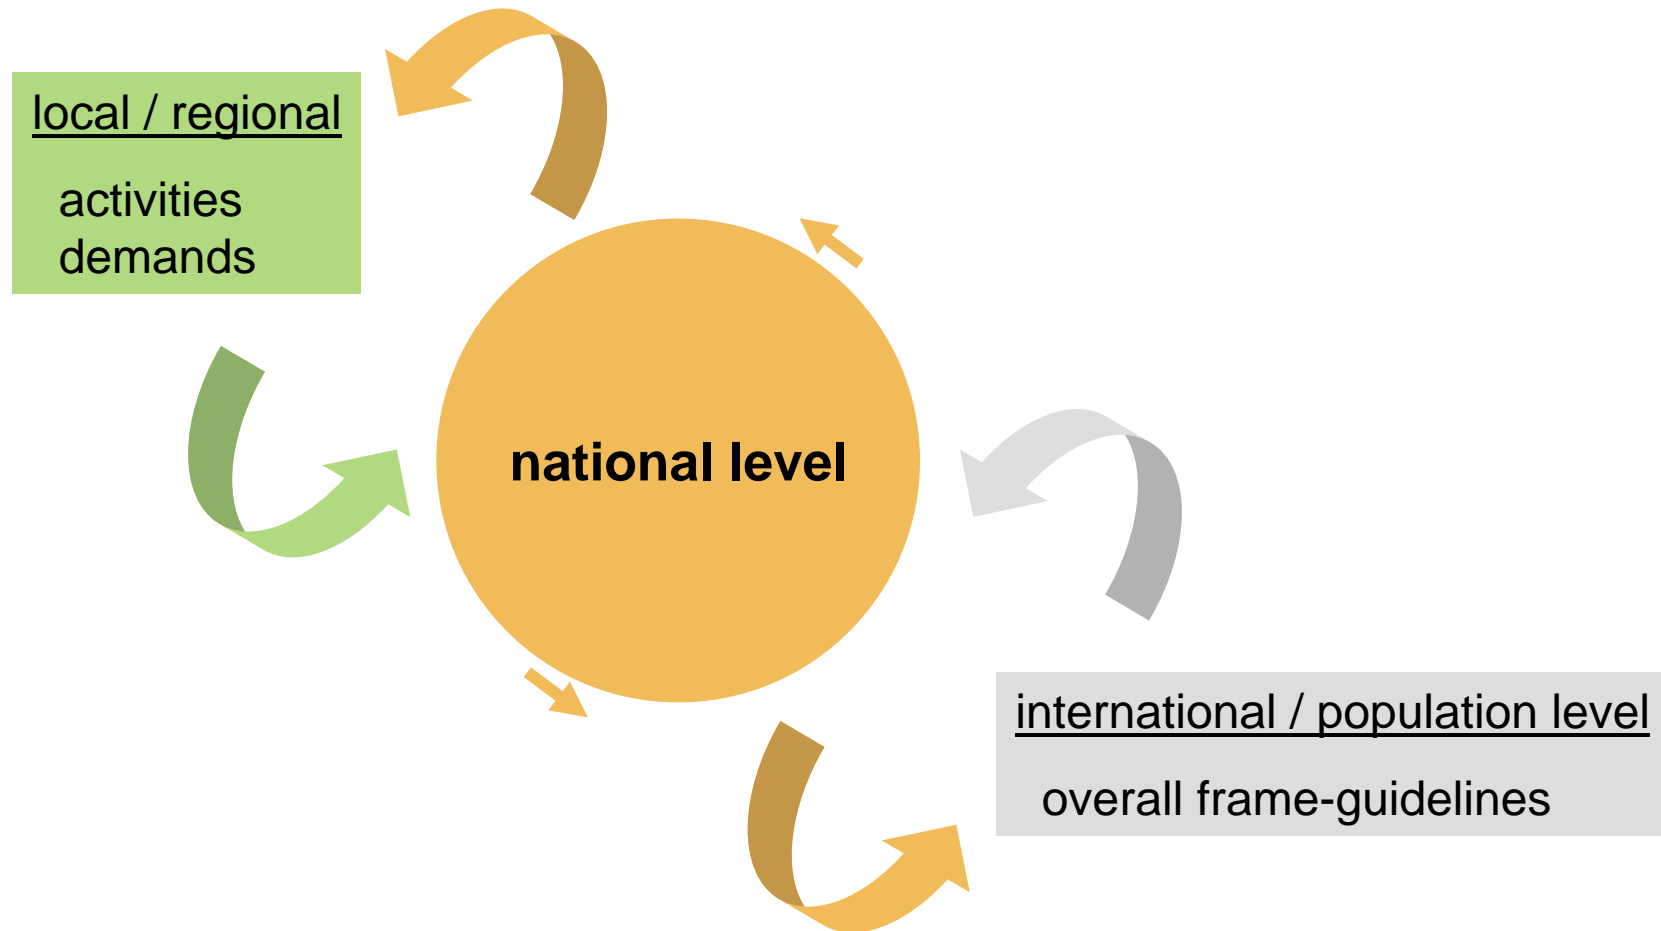 local / regional
activities
demands
national level
international / population level
overall frame-guidelines